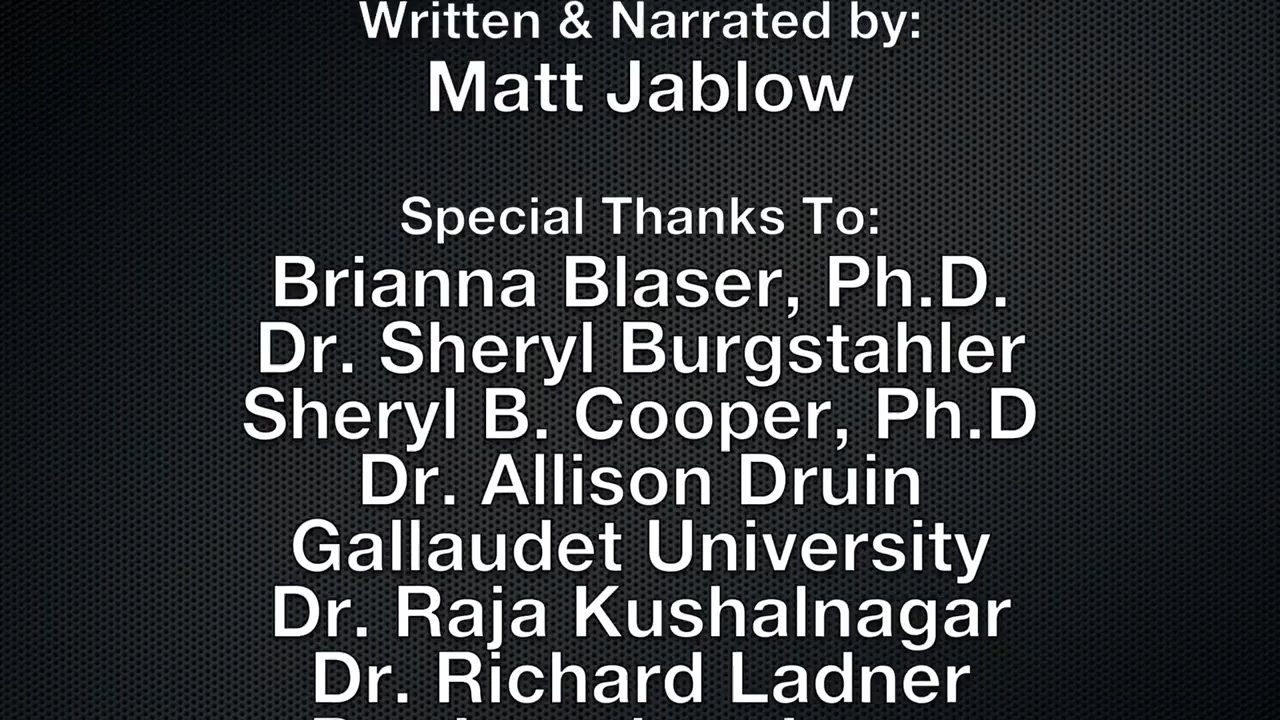 Written & Narrated by:
Matt Jablow
Special Thanks To:
Brianna Blaser, Ph.D.
Dr. Sheryl Burgstahler
Sheryl B. Cooper, Ph.D
Dr. Allison Druin
Gallaudet University
Dr. Raja Kushalnagar
Dr. Richard Ladner